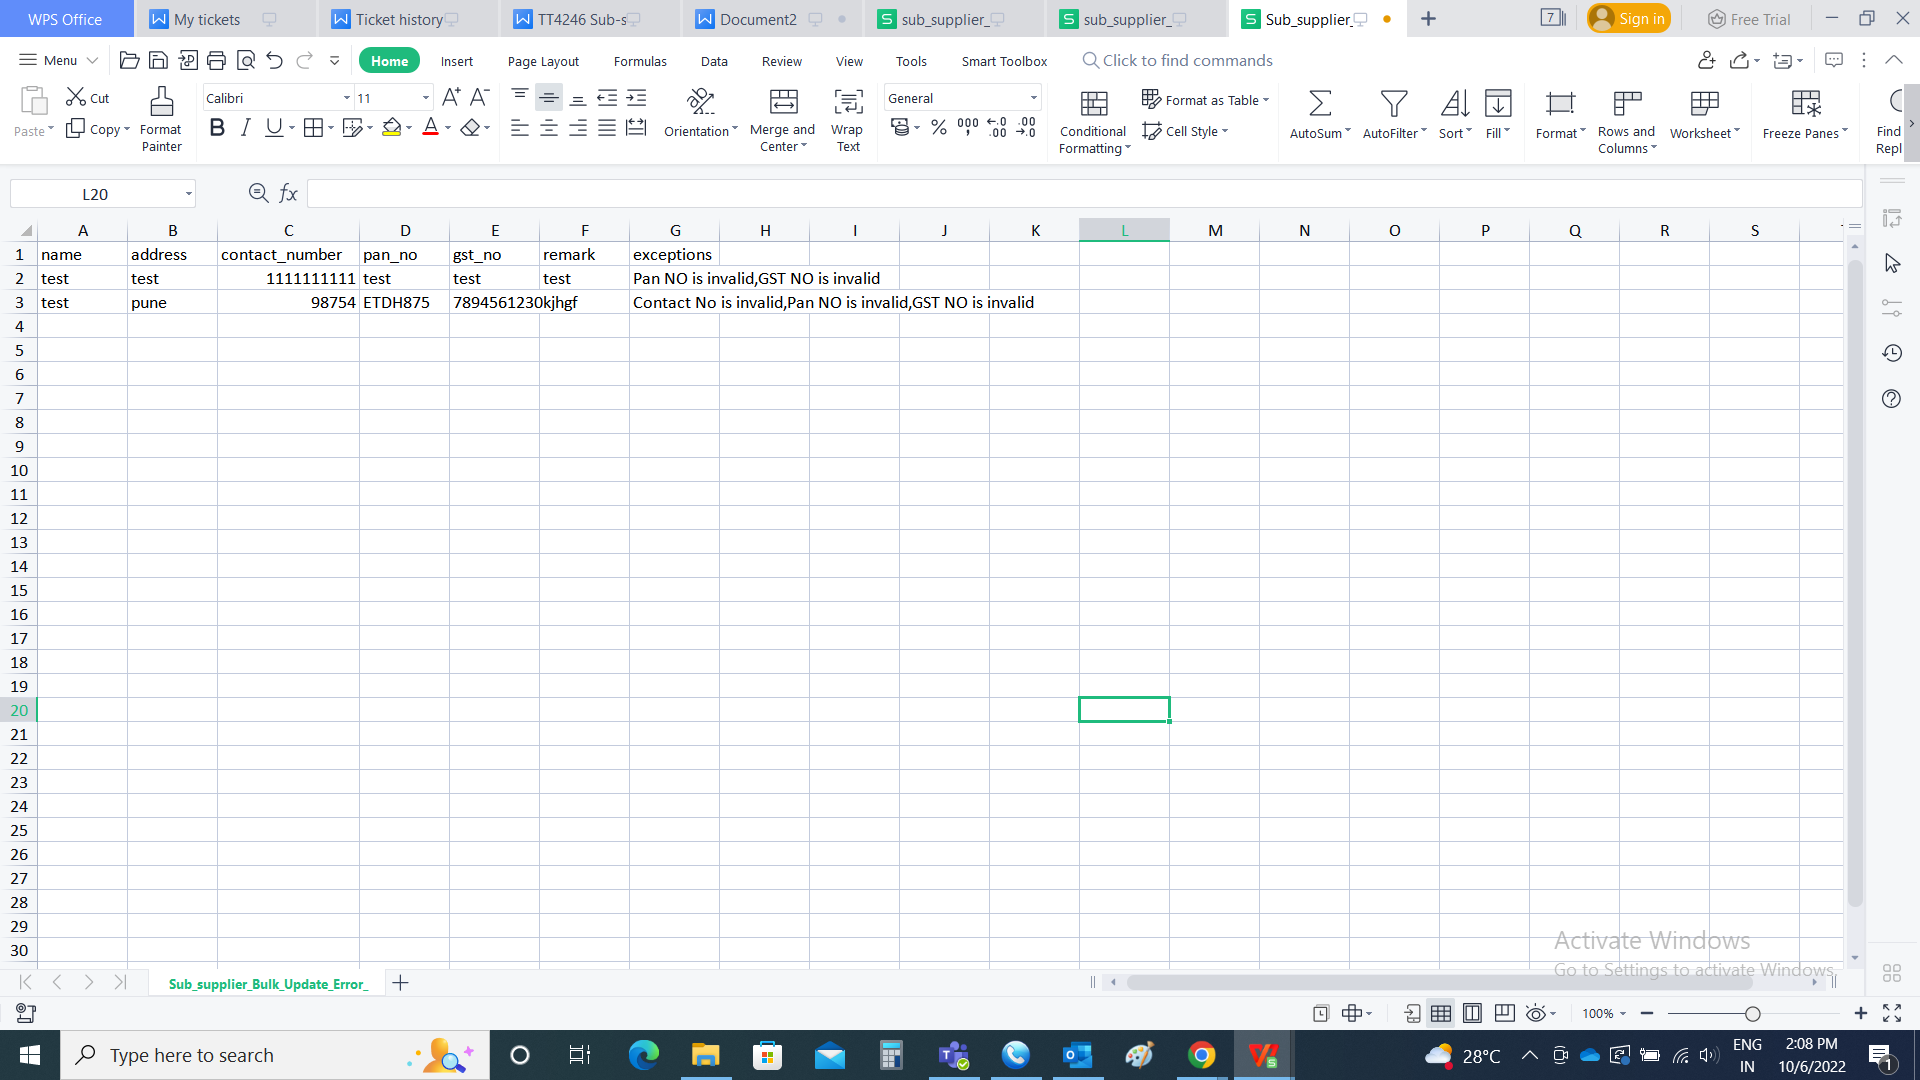 WPS Office My tickets Ticket history TT4246 Sub-s Document2 sub_supplier_ sub_supplier_ Sub_supplier_ 7 Sign in Free Trial
Menu Home Insert Page Layout Formulas Data Review View Tools Smart Toolbox Click to find commands
Paste Cut Copy Format Painter Calibri 11 Orientation Merge and Center Wrap Text General Conditional Formatting Format as Table Cell Style AutoSum AutoFilter Sort Fill Format Rows and Columns Worksheet Freeze Panes Find Repl
L20
A B C D E F G H I J K L M N O P Q R S
1 name address contact_number pan_no gst_no remark exceptions
2 test test 1111111111 test test test Pan NO is invalid,GST NO is invalid
3 test pune 98754 ETDH875 7894561230kjhgf Contact No is invalid,Pan NO is invalid,GST NO is invalid
4
5
6
7
8
9
10
11
12
13
14
15
16
17
18
19
20
21
22
23
24
25
26
27
28
29
30
Activate Windows
Go to Settings to activate Windows.
Sub_supplier_Bulk_Update_Error_
100%
Type here to search 28°C ENG IN 2:08 PM 10/6/2022 1